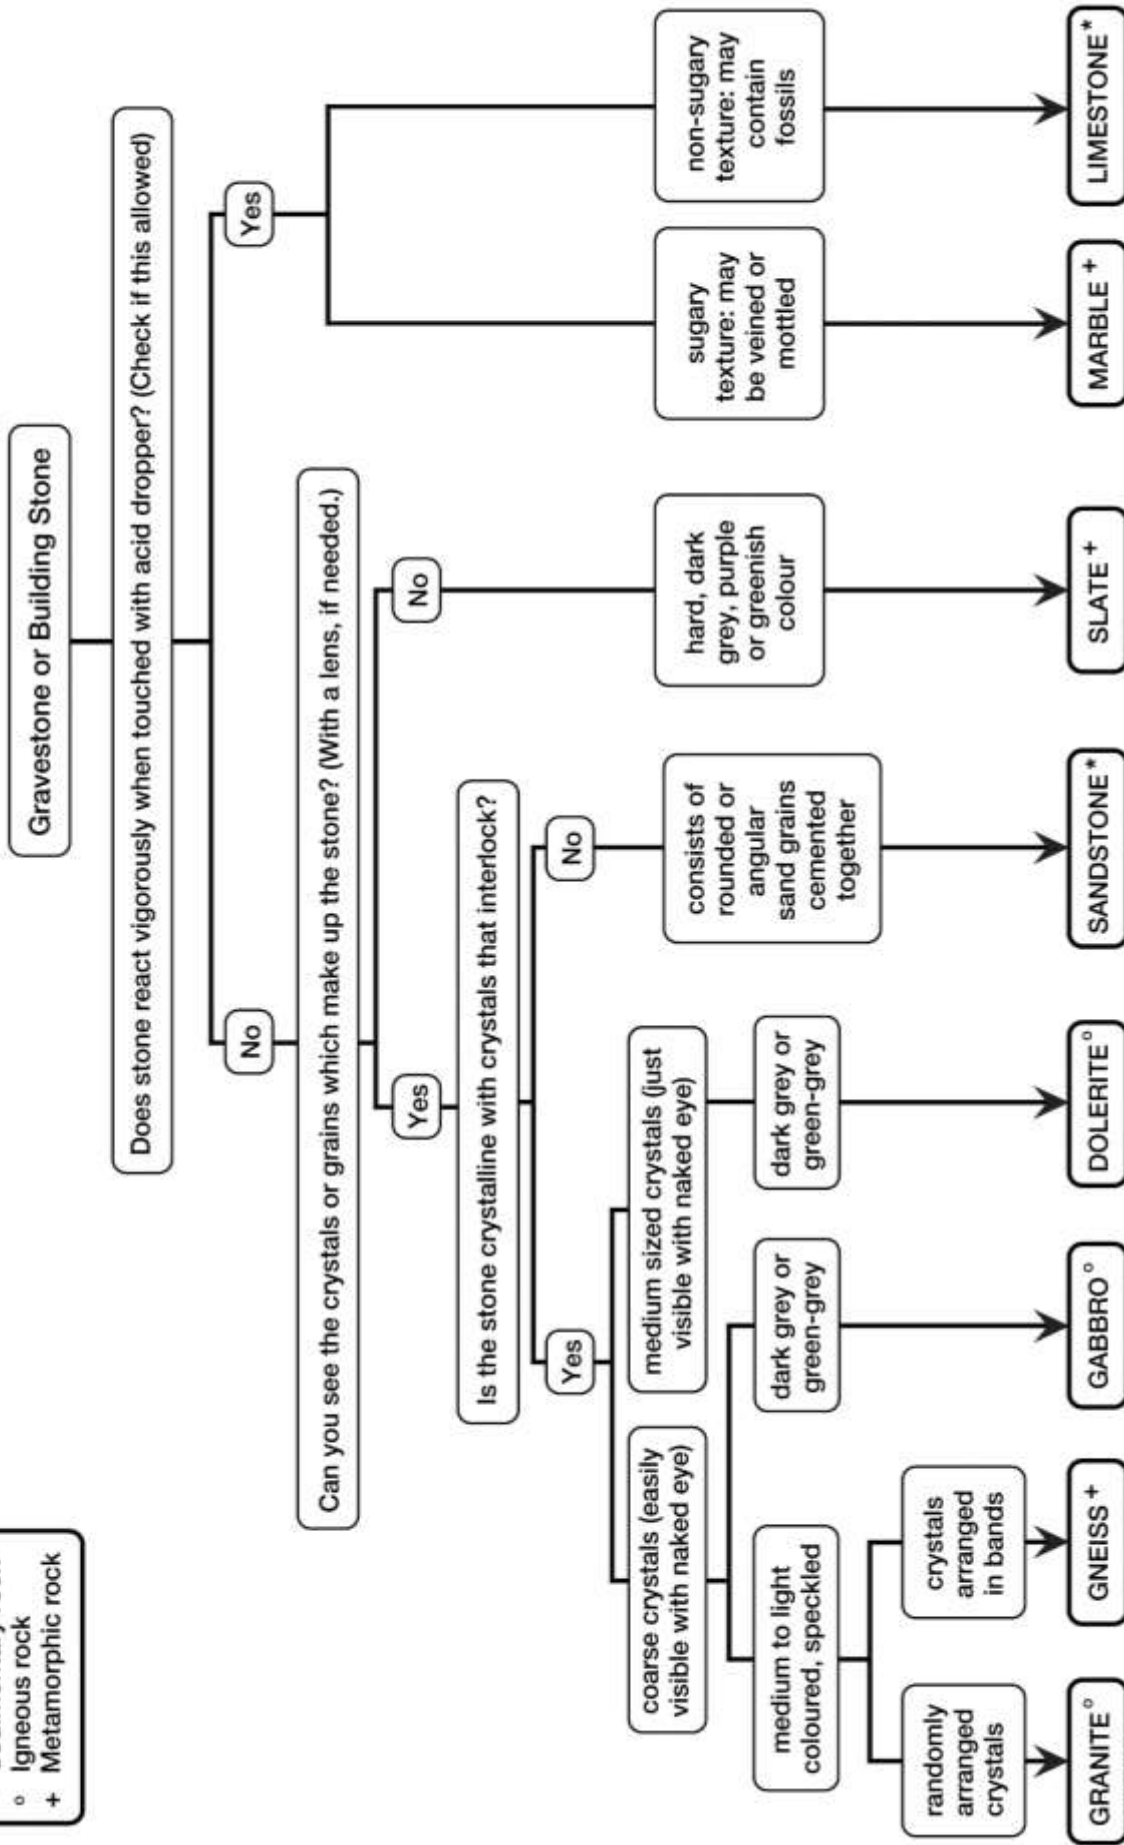 ° Igneous rock
+ Metamorphic rock
Gravestone or Building Stone
Does stone react vigorously when touched with acid dropper? (Check if this allowed)
No
Yes
Can you see the crystals or grains which make up the stone? (With a lens, if needed.)
Yes
No
Is the stone crystalline with crystals that interlock?
Yes
No
coarse crystals (easily
visible with naked eye)
medium sized crystals (just
visible with naked eye)
consists of
rounded or
angular
sand grains
cemented
together
hard, dark
grey, purple
or greenish
colour
sugary
texture: may
be veined or
mottled
non-sugary
texture: may
contain
fossils
medium to light
coloured, speckled
dark grey or
green-grey
dark grey or
green-grey
randomly
arranged
crystals
crystals
arranged
in bands
GRANITE°
GNEISS+
GABBRO°
DOLERITE°
SANDSTONE*
SLATE+
MARBLE+
LIMESTONE*